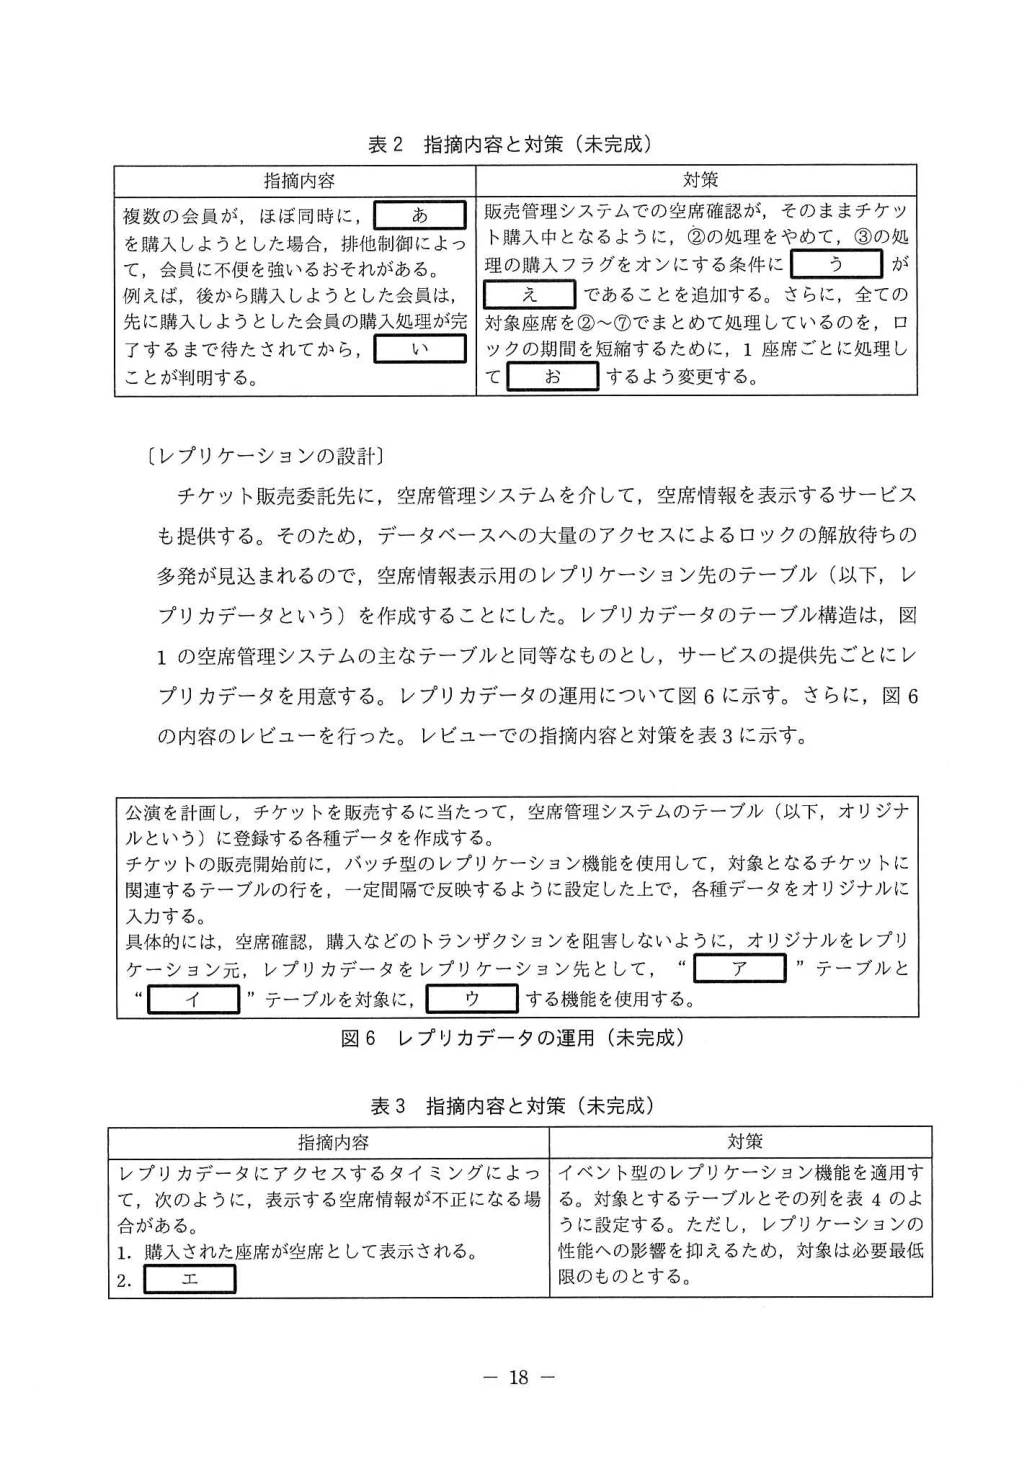 表2　指摘内容と対策（未完成）
指摘内容
対策
複数の会員が，ほぼ同時に， あ
を購入しようとした場合，排他制御によっ
て，会員に不便を強いるおそれがある。
例えば，後から購入しようとした会員は，
先に購入しようとした会員の購入処理が完
了するまで待たされてから， い
ことが判明する。
販売管理システムでの空席確認が，そのままチケッ
ト購入中となるように，②の処理をやめて，③の処
理の購入フラグをオンにする条件に う が
え であることを追加する。さらに，全ての
対象座席を②～⑦でまとめて処理しているのを，ロ
ックの期間を短縮するために，1 座席ごとに処理し
て お するよう変更する。
〔レプリケーションの設計〕
チケット販売委託先に，空席管理システムを介して，空席情報を表示するサービス
も提供する。そのため，データベースへの大量のアクセスによるロックの解放待ちの
多発が見込まれるので，空席情報表示用のレプリケーション先のテーブル（以下，レ
プリカデータという）を作成することにした。レプリカデータのテーブル構造は，図
1 の空席管理システムの主なテーブルと同等なものとし，サービスの提供先ごとにレ
プリカデータを用意する。レプリカデータの運用について図 6 に示す。さらに，図 6
の内容のレビューを行った。レビューでの指摘内容と対策を表 3 に示す。
公演を計画し，チケットを販売するに当たって，空席管理システムのテーブル（以下，オリジナ
ルという）に登録する各種データを作成する。
チケットの販売開始前に，バッチ型のレプリケーション機能を使用して，対象となるチケットに
関連するテーブルの行を，一定間隔で反映するように設定した上で，各種データをオリジナルに
入力する。
具体的には，空席確認，購入などのトランザクションを阻害しないように，オリジナルをレプリ
ケーション元，レプリカデータをレプリケーション先として，“ ア ”テーブルと
“ イ ”テーブルを対象に， ウ する機能を使用する。
図6　レプリカデータの運用（未完成）
表3　指摘内容と対策（未完成）
指摘内容
対策
レプリカデータにアクセスするタイミングによっ
て，次のように，表示する空席情報が不正になる場
合がある。
1. 購入された座席が空席として表示される。
2. エ
イベント型のレプリケーション機能を適用す
る。対象とするテーブルとその列を表 4 のよ
うに設定する。ただし，レプリケーションの
性能への影響を抑えるため，対象は必要最低
限のものとする。
－ 18 －